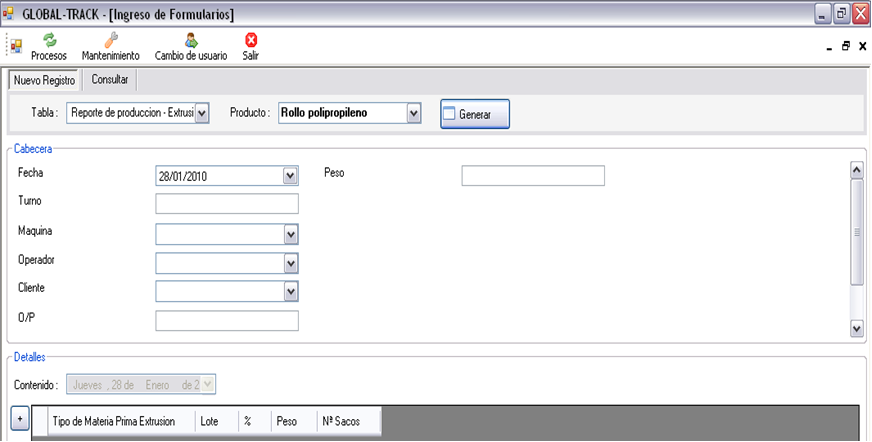 GLOBAL-TRACK - [Ingreso de Formularios]
Procesos Mantenimiento Cambio de usuario Salir
Nuevo Registro Consultar
Tabla : Reporte de produccion - Extrusi Producto : Rollo polipropileno Generar
Cabecera
Fecha 28/01/2010 Peso
Turno
Maquina
Operador
Cliente
O/P
Detalles
Contenido : Jueves , 28 de Enero de 2
+ Tipo de Materia Prima Extrusion Lote % Peso Nª Sacos